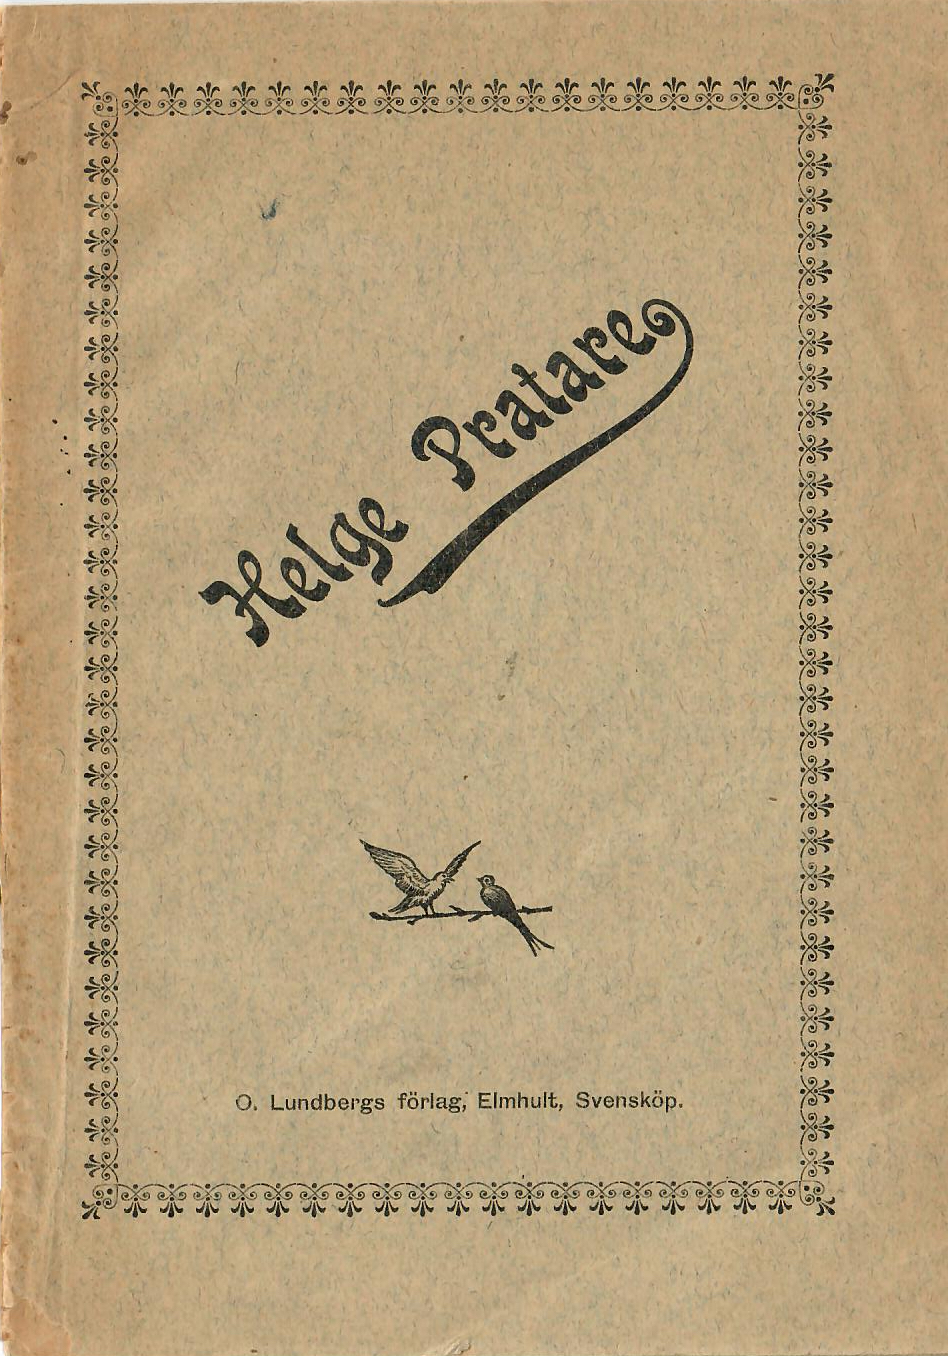 Helge Pratare
O. Lundbergs förlag, Elmhult, Svensköp.